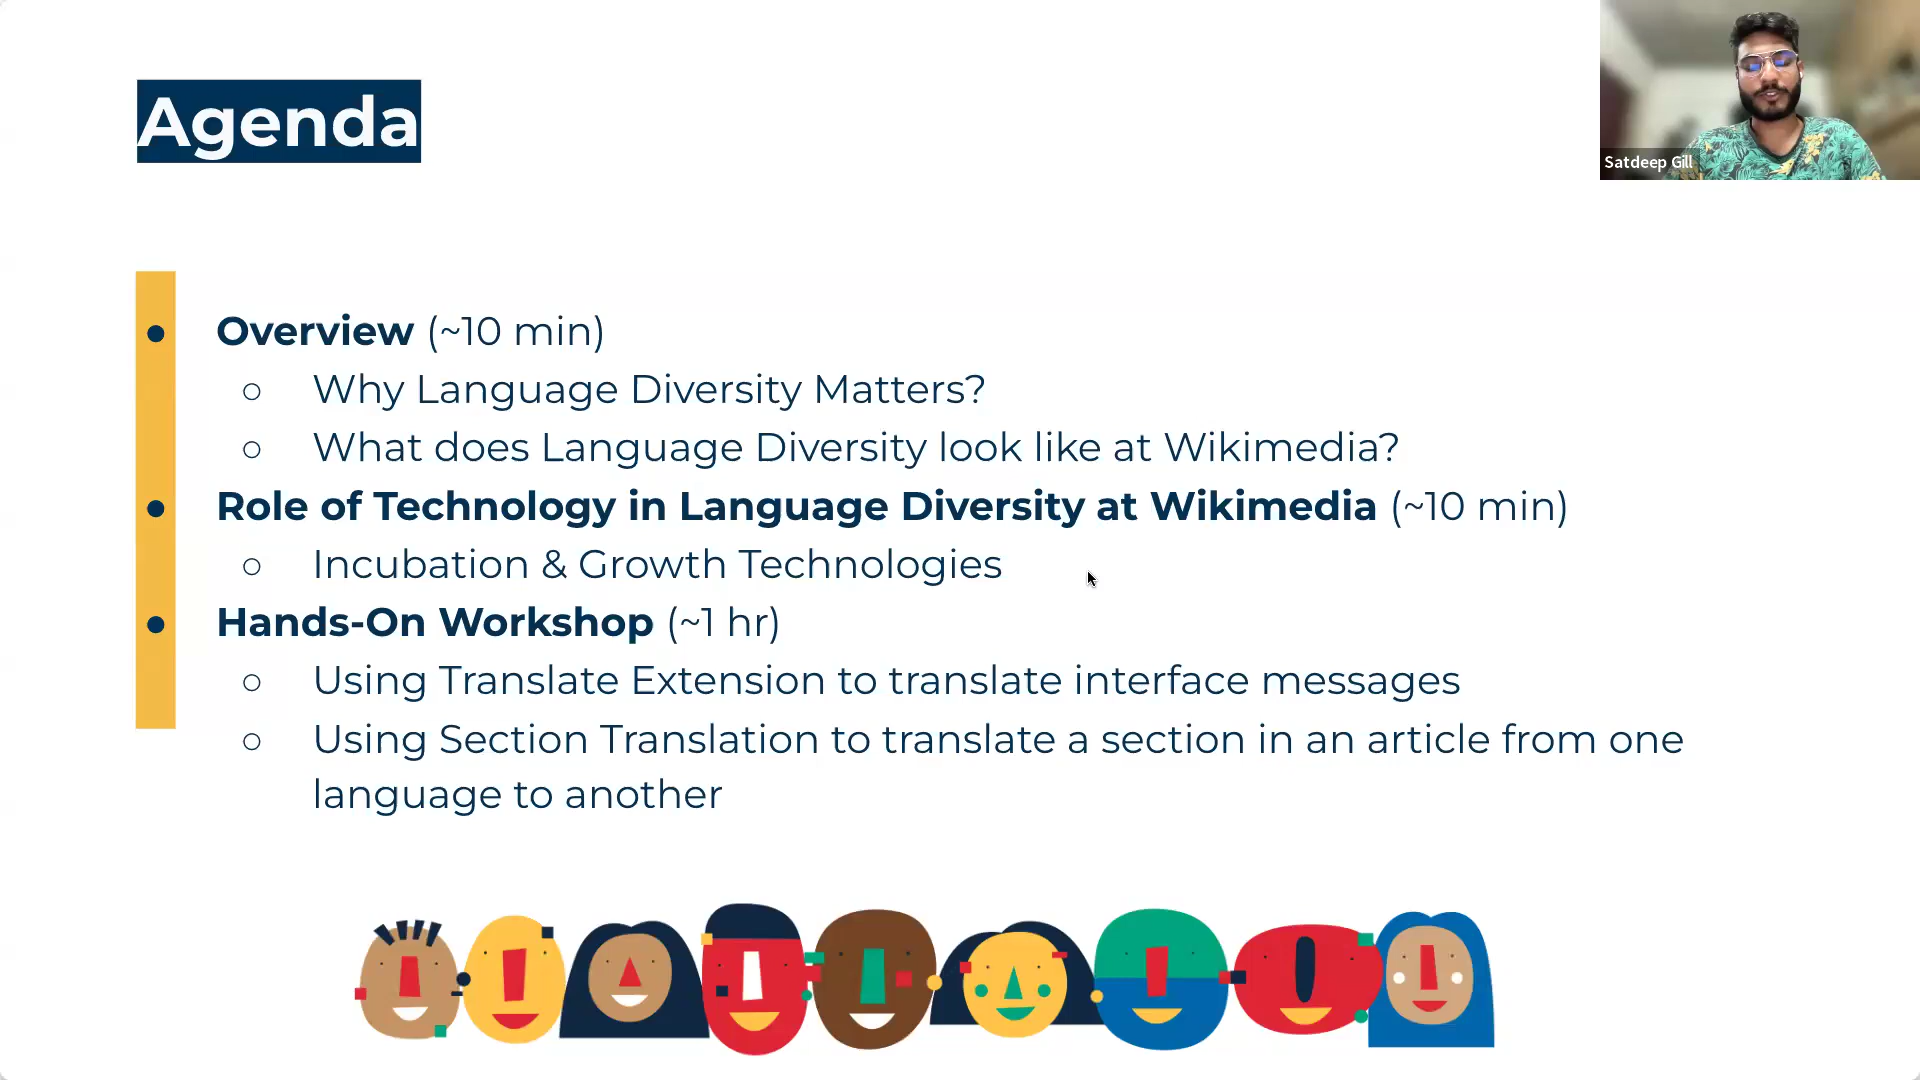 Agenda
Satdeep Gill
● Overview (~10 min)
○ Why Language Diversity Matters?
○ What does Language Diversity look like at Wikimedia?
● Role of Technology in Language Diversity at Wikimedia (~10 min)
○ Incubation & Growth Technologies
● Hands-On Workshop (~1 hr)
○ Using Translate Extension to translate interface messages
○ Using Section Translation to translate a section in an article from one
language to another